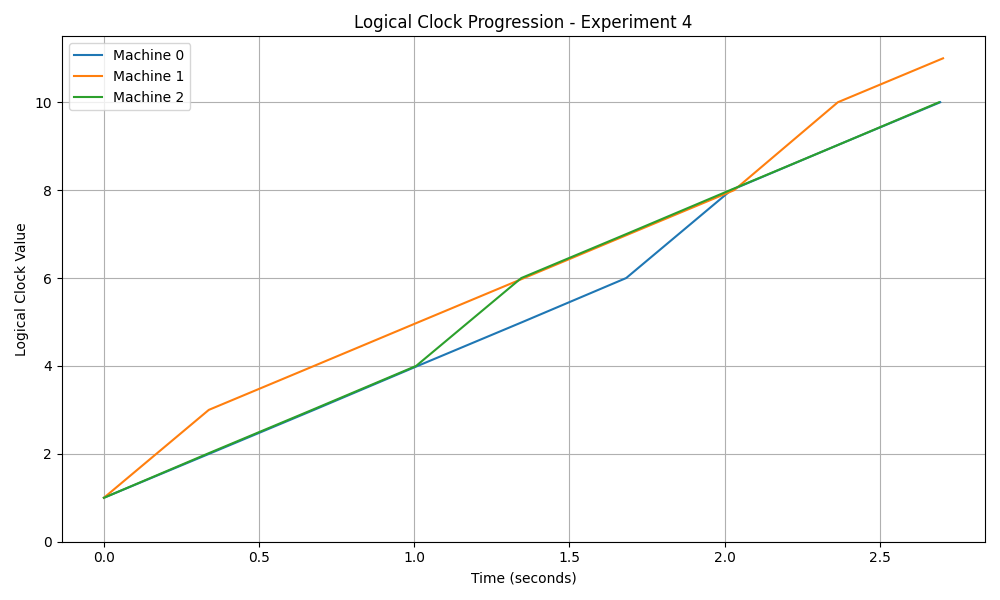 Logical Clock Progression - Experiment 4
Machine 0
Machine 1
Machine 2
Logical Clock Value
10
8
6
4
2
0
0.0 0.5 1.0 1.5 2.0 2.5
Time (seconds)